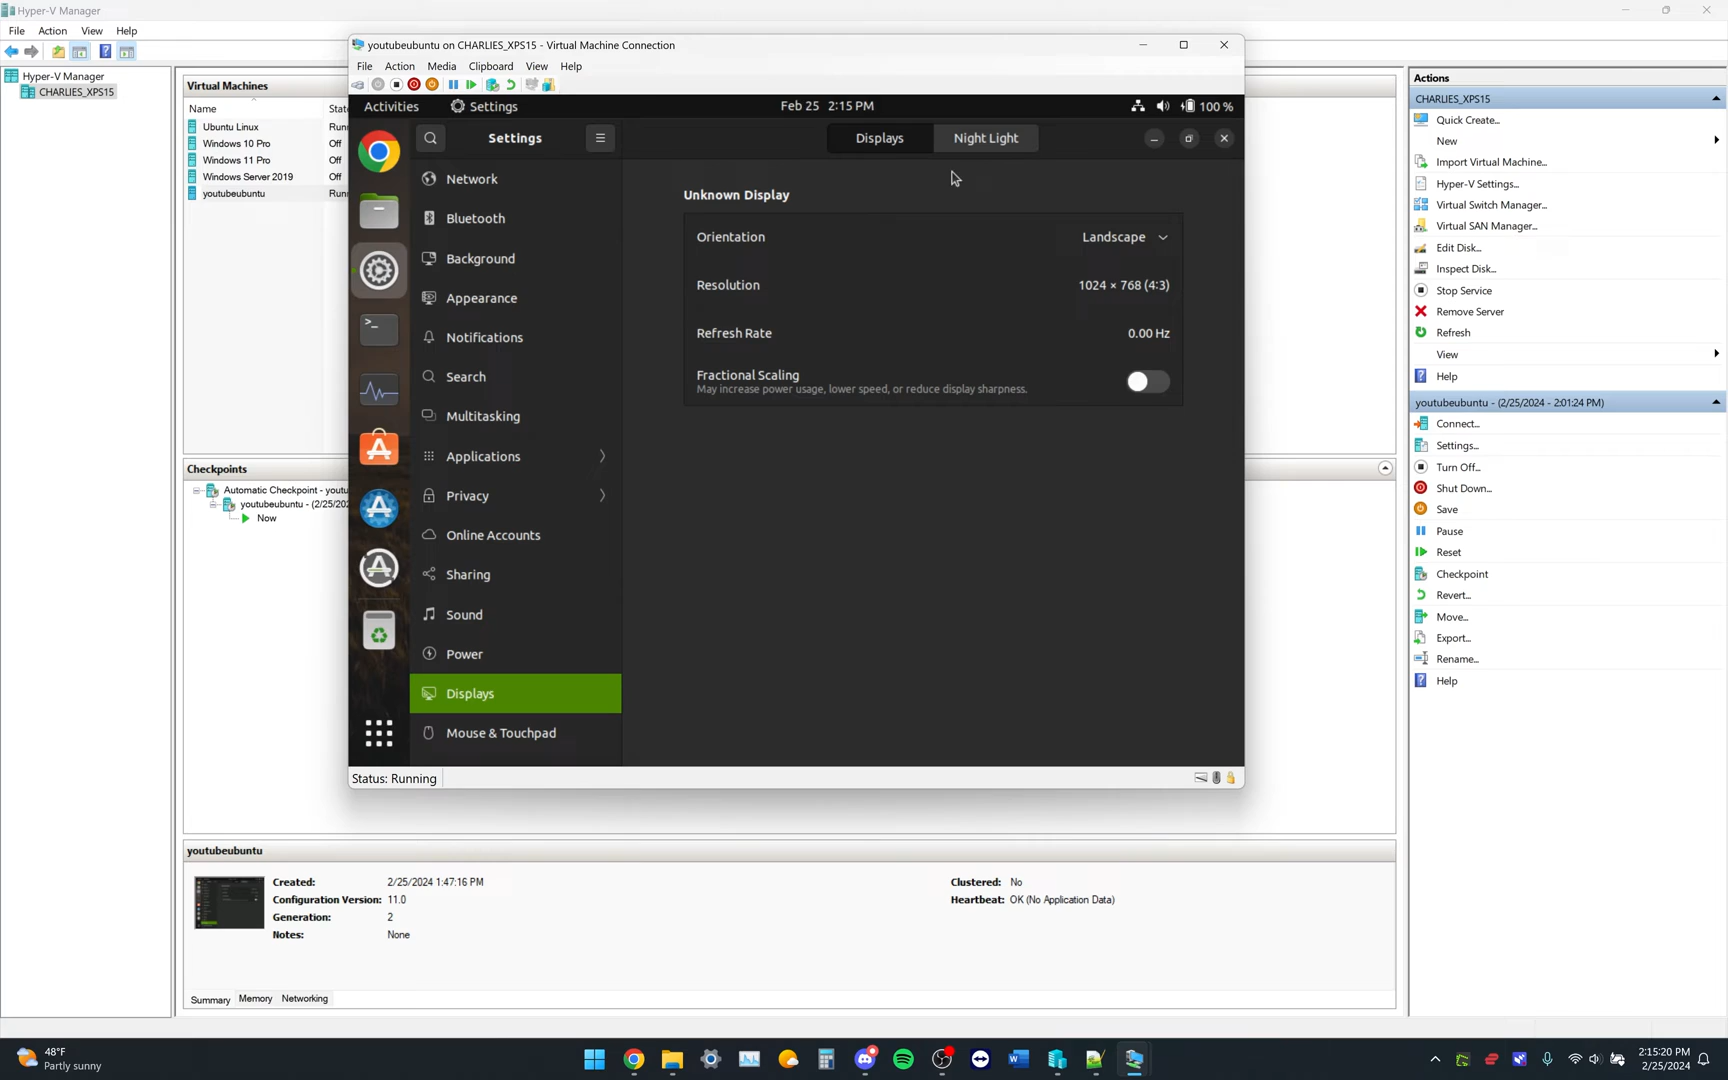 Hyper-V Manager
File Action View Help
Hyper-V Manager
CHARLIES_XPS15
Virtual Machines
Name Stat
Ubuntu Linux Runn
Windows 10 Pro Off
Windows 11 Pro Off
Windows Server 2019 Off
youtubeubuntu Runn
Checkpoints
Automatic Checkpoint - youtu
youtubeubuntu - (2/25/202
Now
youtubeubuntu on CHARLIES_XPS15 - Virtual Machine Connection
File Action Media Clipboard View Help
Activities Settings Feb 25 2:15 PM 100 %
Settings Displays Night Light
Network
Bluetooth
Background
Appearance
Notifications
Search
Multitasking
Applications
Privacy
Online Accounts
Sharing
Sound
Power
Displays
Mouse & Touchpad
Unknown Display
Orientation Landscape
Resolution 1024 × 768 (4:3)
Refresh Rate 0.00 Hz
Fractional Scaling
May increase power usage, lower speed, or reduce display sharpness.
Status: Running
youtubeubuntu
Created: 2/25/2024 1:47:16 PM
Configuration Version: 11.0
Generation: 2
Notes: None
Clustered: No
Heartbeat: OK (No Application Data)
Summary Memory Networking
Actions
CHARLIES_XPS15
Quick Create...
New
Import Virtual Machine...
Hyper-V Settings...
Virtual Switch Manager...
Virtual SAN Manager...
Edit Disk...
Inspect Disk...
Stop Service
Remove Server
Refresh
View
Help
youtubeubuntu - (2/25/2024 - 2:01:24 PM)
Connect...
Settings...
Turn Off...
Shut Down...
Save
Pause
Reset
Checkpoint
Revert...
Move...
Export...
Rename...
Help
48°F
Partly sunny
2:15:20 PM
2/25/2024